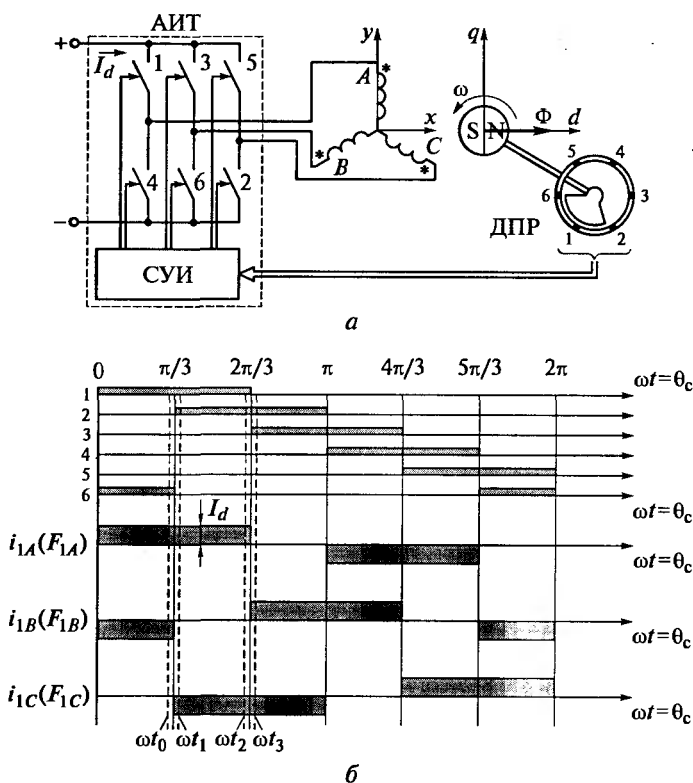 АИТ
+
I_d
1 3 5
4 6 2
−
СУИ
y
A *
x
B *
C *
q
ω
S N Φ d
5 4
6 3
1 2
ДПР
а
0 π/3 2π/3 π 4π/3 5π/3 2π
1 ωt=θ_c
2
3
4
5
6 ωt=θ_c
I_d
i_1A(F_1A) ωt=θ_c
i_1B(F_1B) ωt=θ_c
i_1C(F_1C) ωt=θ_c
ωt_0 ωt_1 ωt_2 ωt_3
б